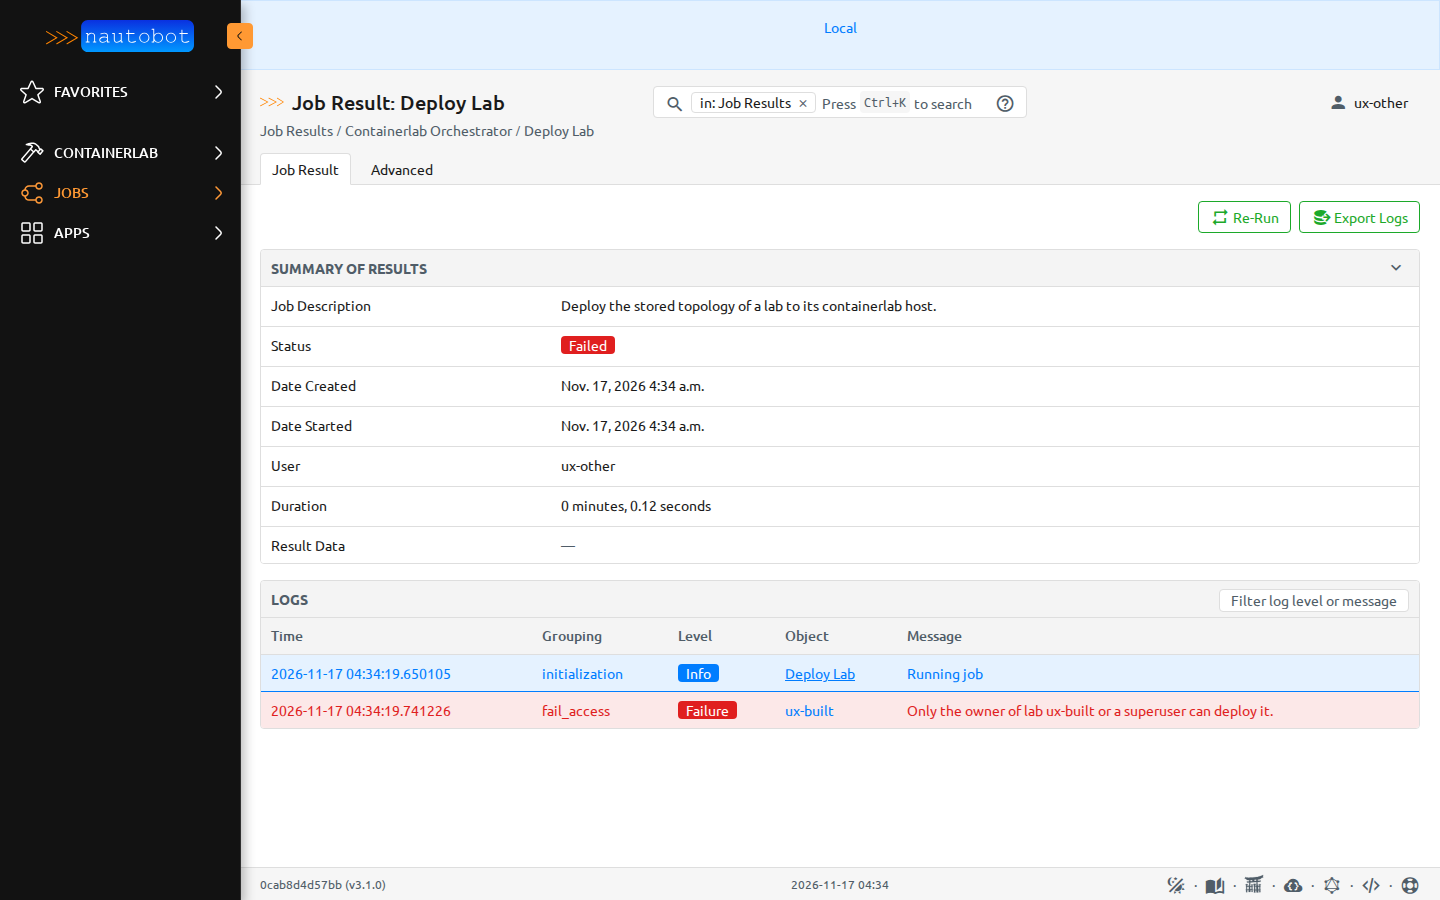 >>> nautobot
FAVORITES
CONTAINERLAB
JOBS
APPS
Local
>>> Job Result: Deploy Lab
in: Job Results × Press Ctrl+K to search
ux-other
Job Results / Containerlab Orchestrator / Deploy Lab
Job Result Advanced
Re-Run Export Logs
SUMMARY OF RESULTS
Job Description Deploy the stored topology of a lab to its containerlab host.
Status Failed
Date Created Nov. 17, 2026 4:34 a.m.
Date Started Nov. 17, 2026 4:34 a.m.
User ux-other
Duration 0 minutes, 0.12 seconds
Result Data —
LOGS Filter log level or message
Time Grouping Level Object Message
2026-11-17 04:34:19.650105 initialization Info Deploy Lab Running job
2026-11-17 04:34:19.741226 fail_access Failure ux-built Only the owner of lab ux-built or a superuser can deploy it.
0cab8d4d57bb (v3.1.0) 2026-11-17 04:34